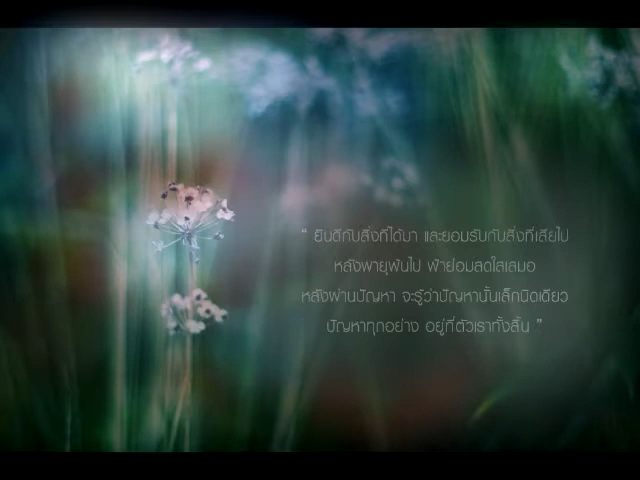 “ ยินดีกับสิ่งที่ได้มา และยอมรับกับสิ่งที่เสียไป
หลังพายุพ้นไป ฟ้าย่อมสดใสเสมอ
หลังผ่านปัญหา จะรู้ว่าปัญหานั้นเล็กนิดเดียว
ปัญหาทุกอย่าง อยู่ที่ตัวเราทั้งสิ้น ”